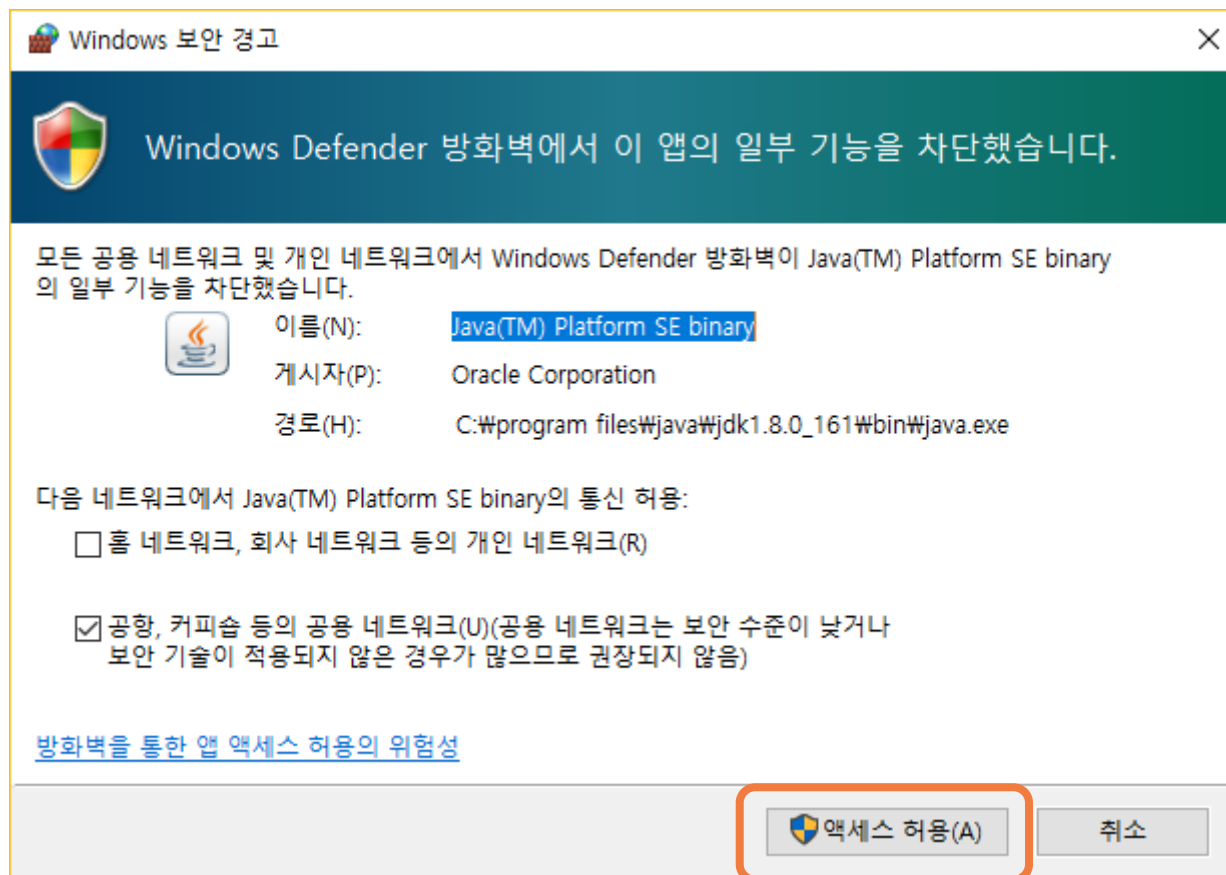 Windows 보안 경고
Windows Defender 방화벽에서 이 앱의 일부 기능을 차단했습니다.
모든 공용 네트워크 및 개인 네트워크에서 Windows Defender 방화벽이 Java(TM) Platform SE binary
의 일부 기능을 차단했습니다.
이름(N): Java(TM) Platform SE binary
게시자(P): Oracle Corporation
경로(H): C:₩program files₩java₩jdk1.8.0_161₩bin₩java.exe
다음 네트워크에서 Java(TM) Platform SE binary의 통신 허용:
홈 네트워크, 회사 네트워크 등의 개인 네트워크(R)
공항, 커피숍 등의 공용 네트워크(U)(공용 네트워크는 보안 수준이 낮거나
보안 기술이 적용되지 않은 경우가 많으므로 권장되지 않음)
방화벽을 통한 앱 액세스 허용의 위험성
액세스 허용(A) 취소